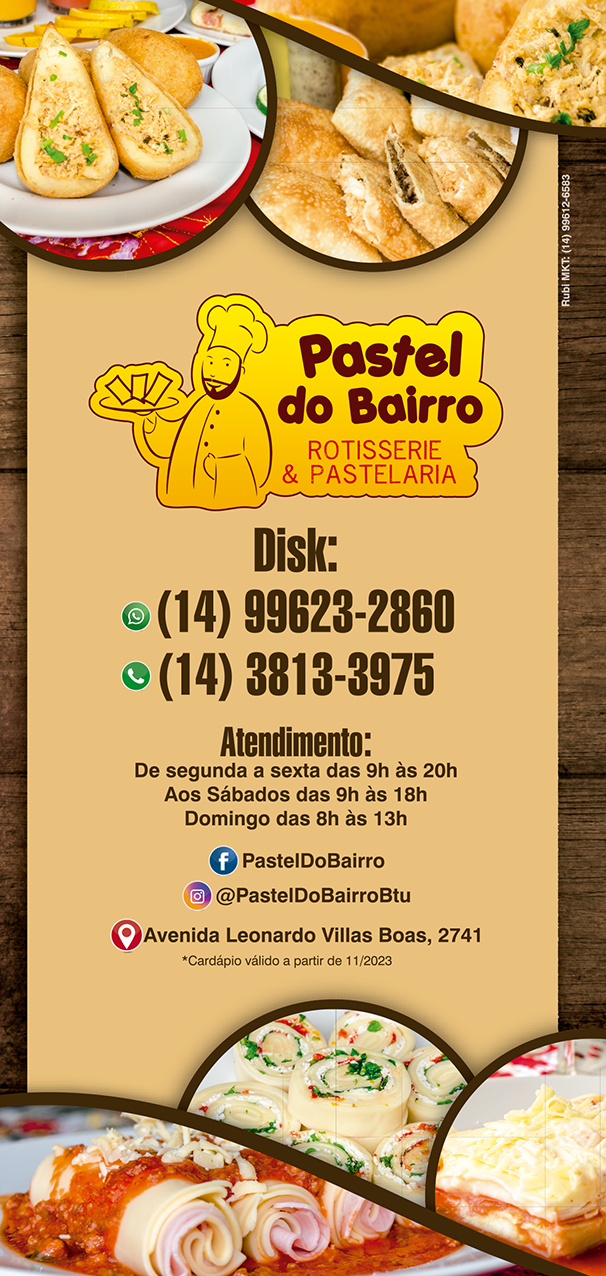 Rubi MKT: (14) 99612-6583
Pastel
do Bairro
ROTISSERIE
& PASTELARIA
Disk:
(14) 99623-2860
(14) 3813-3975
Atendimento:
De segunda a sexta das 9h às 20h
Aos Sábados das 9h às 18h
Domingo das 8h às 13h
PastelDoBairro
@PastelDoBairroBtu
Avenida Leonardo Villas Boas, 2741
*Cardápio válido a partir de 11/2023